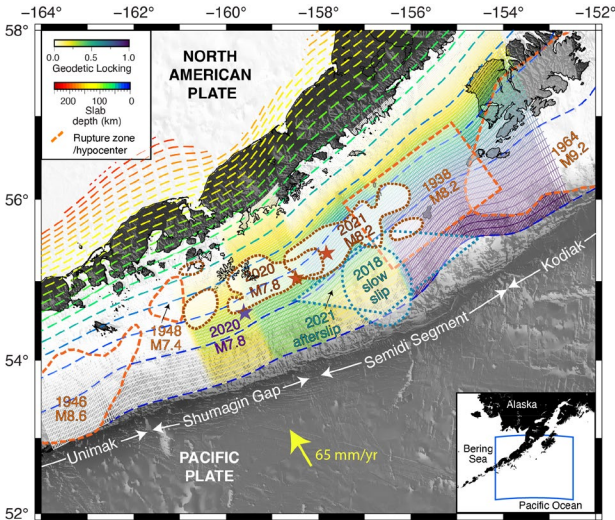 −164° −162° −160° −158° −156° −154° −152°
58°
56°
54°
52°
0.0 0.5 1.0
Geodetic Locking
200 100 0
Slab
depth (km)
Rupture zone
/hypocenter
NORTH
AMERICAN
PLATE
1964
M9.2
1938
M8.2
2021
M8.2
2020
M7.8
2018
slow
slip
2020
M7.8
2021
afterslip
1948
M7.4
1946
M8.6
Unimak
Shumagin Gap
Semidi Segment
Kodiak
65 mm/yr
PACIFIC
PLATE
Alaska
Bering
Sea
Pacific Ocean